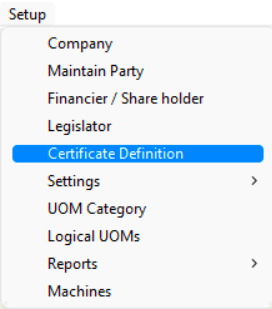 Setup
Company
Maintain Party
Financier / Share holder
Legislator
Certificate Definition
Settings
UOM Category
Logical UOMs
Reports
Machines